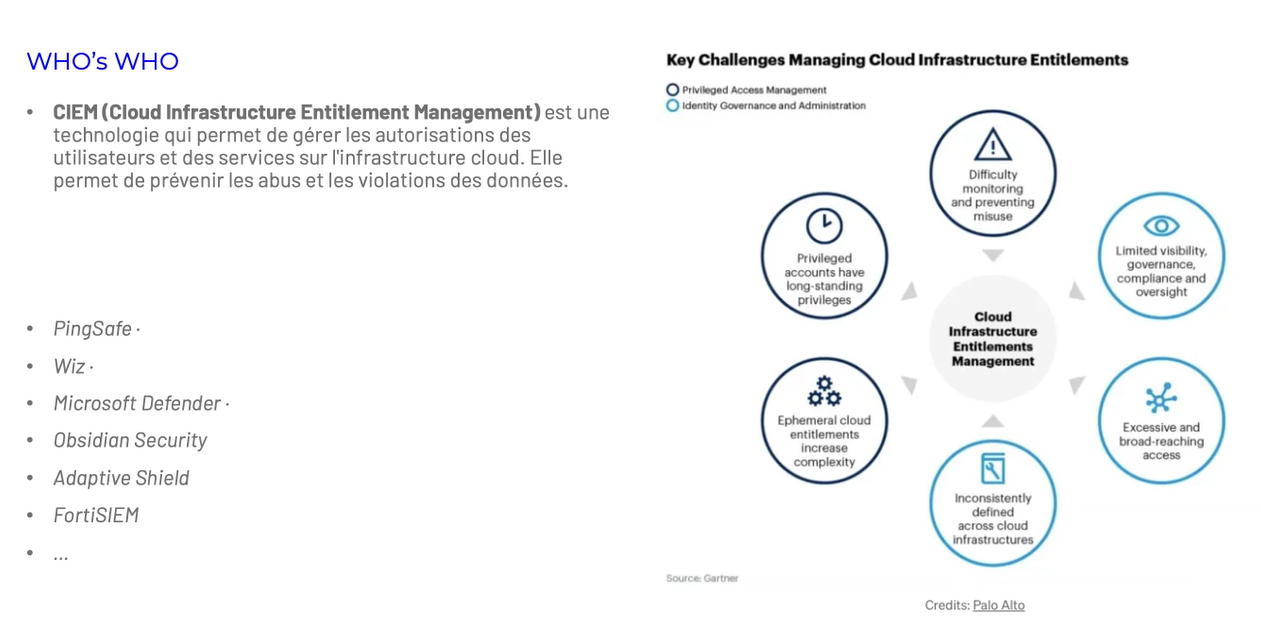 WHO’s WHO
• CIEM (Cloud Infrastructure Entitlement Management) est une
technologie qui permet de gérer les autorisations des
utilisateurs et des services sur l'infrastructure cloud. Elle
permet de prévenir les abus et les violations des données.
• PingSafe ·
• Wiz ·
• Microsoft Defender ·
• Obsidian Security
• Adaptive Shield
• FortiSIEM
• ...
Key Challenges Managing Cloud Infrastructure Entitlements
Privileged Access Management
Identity Governance and Administration
Difficulty
monitoring
and preventing
misuse
Limited visibility,
governance,
compliance and
oversight
Excessive and
broad-reaching
access
Inconsistently
defined
across cloud
infrastructures
Ephemeral cloud
entitlements
increase
complexity
Privileged
accounts have
long-standing
privileges
Cloud
Infrastructure
Entitlements
Management
Source: Gartner
Credits: Palo Alto